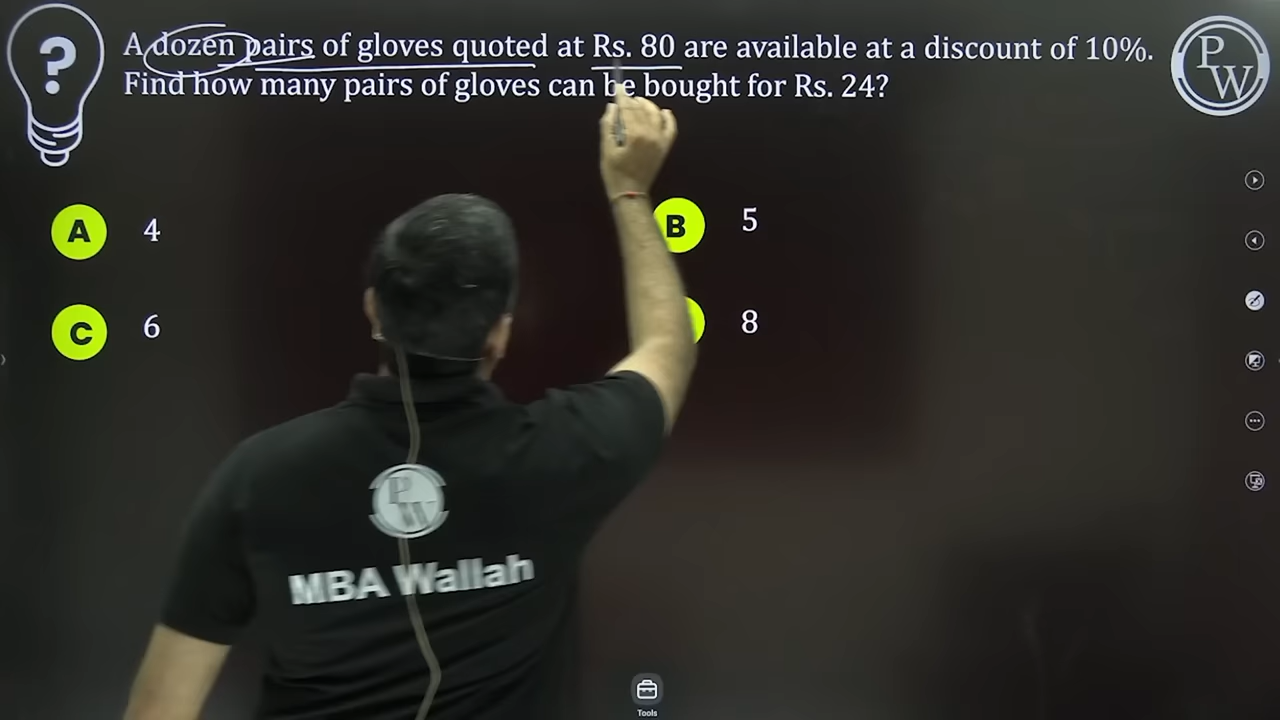 ?
A dozen pairs of gloves quoted at Rs. 80 are available at a discount of 10%.
Find how many pairs of gloves can be bought for Rs. 24?
PW
A 4
B 5
C 6
8
PW
MBA Wallah
Tools